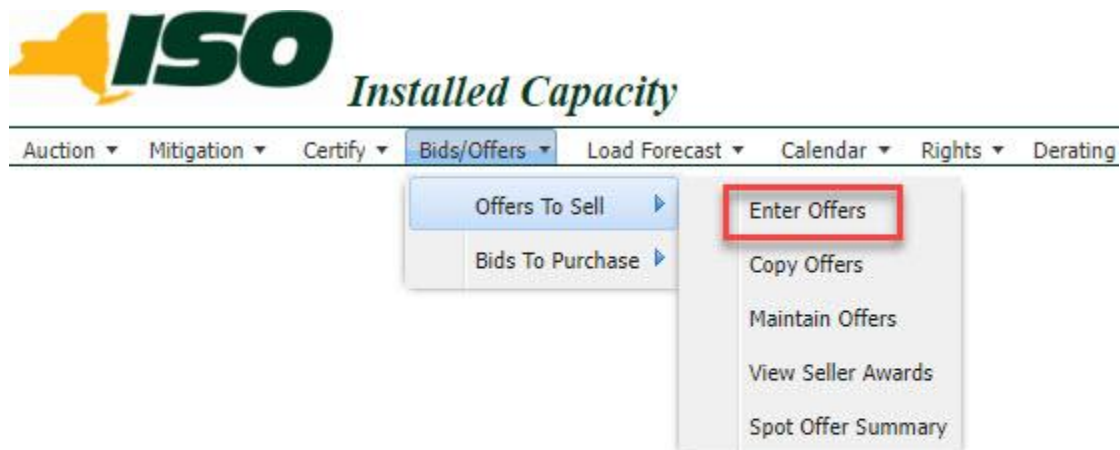 ISO
Installed Capacity
Auction Mitigation Certify Bids/Offers Load Forecast Calendar Rights Derating
Offers To Sell
Bids To Purchase
Enter Offers
Copy Offers
Maintain Offers
View Seller Awards
Spot Offer Summary